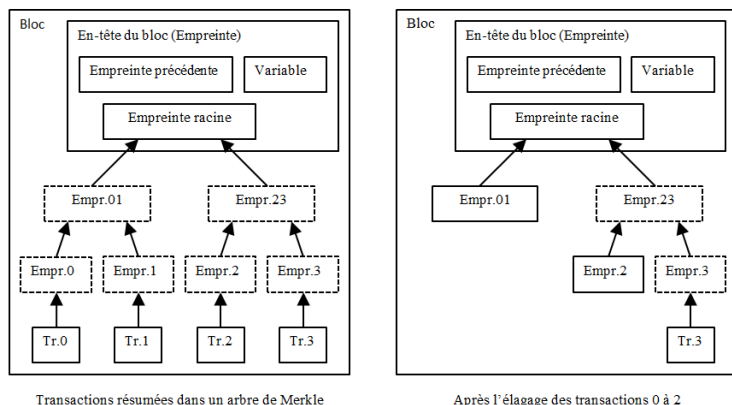 Bloc
En-tête du bloc (Empreinte)
Empreinte précédente
Variable
Empreinte racine
Empr.01
Empr.23
Empr.0
Empr.1
Empr.2
Empr.3
Tr.0
Tr.1
Tr.2
Tr.3
Transactions résumées dans un arbre de Merkle
Bloc
En-tête du bloc (Empreinte)
Empreinte précédente
Variable
Empreinte racine
Empr.01
Empr.23
Empr.2
Empr.3
Tr.3
Après l'élagage des transactions 0 à 2